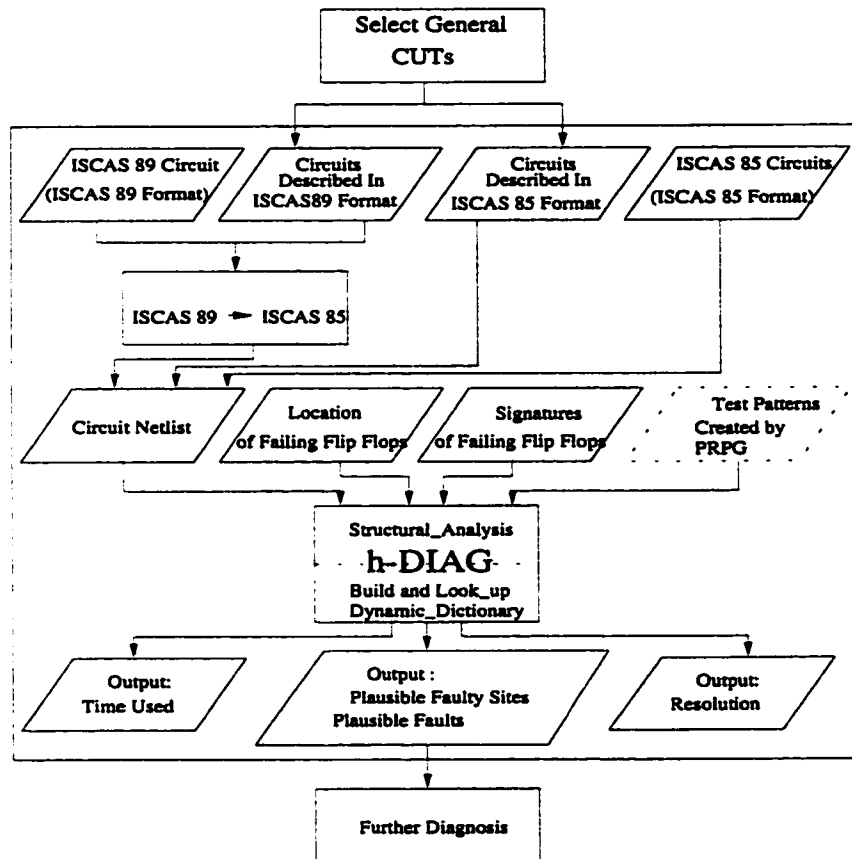 Select General
CUTs
ISCAS 89 Circuit
(ISCAS 89 Format)
Circuits
Described In
ISCAS89 Format
Circuits
Described In
ISCAS 85 Format
ISCAS 85 Circuits
(ISCAS 85 Format)
ISCAS 89 → ISCAS 85
Circuit Netlist
Location
of Failing Flip Flops
Signatures
of Failing Flip Flops
Test Patterns
Created by
PRPG
Structural_Analysis
h-DIAG
Build and Look_up
Dynamic_Dictionary
Output:
Time Used
Output :
Plausible Faulty Sites
Plausible Faults
Output:
Resolution
Further Diagnosis